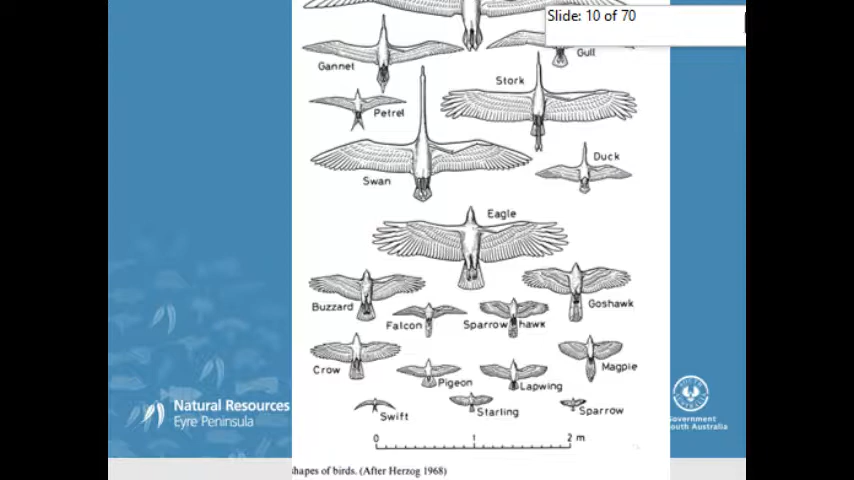 Slide: 10 of 70
Gannet
Gull
Stork
Petrel
Duck
Swan
Eagle
Buzzard
Goshawk
Falcon
Sparrow hawk
Crow
Magpie
Pigeon
Lapwing
Swift
Starling
Sparrow
0 1 2 m
Natural Resources
Eyre Peninsula
SOUTH
Government
outh Australia
shapes of birds. (After Herzog 1968)